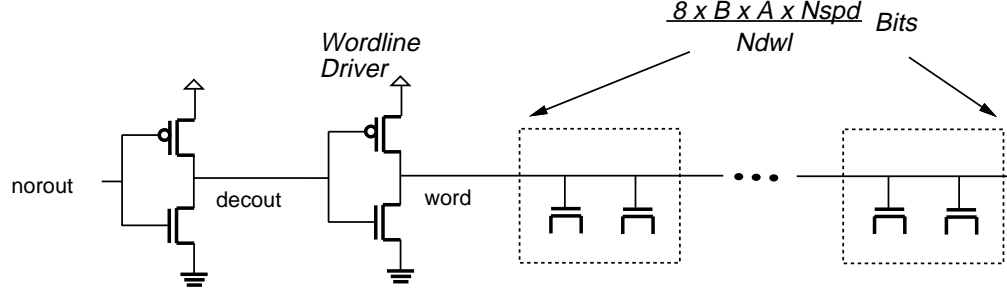 8 x B x A x Nspd
Ndwl
Bits
Wordline
Driver
norout
decout
word